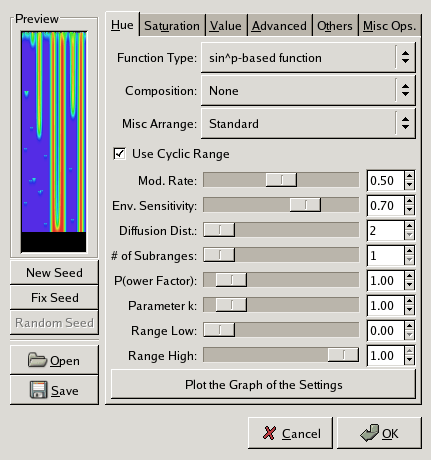 Preview
Hue Saturation Value Advanced Others Misc Ops.
Function Type: sin^p-based function
Composition: None
Misc Arrange: Standard
Use Cyclic Range
Mod. Rate: 0.50
Env. Sensitivity: 0.70
Diffusion Dist.: 2
# of Subranges: 1
P(ower Factor): 1.00
Parameter k: 1.00
Range Low: 0.00
Range High: 1.00
Plot the Graph of the Settings
New Seed
Fix Seed
Random Seed
Open
Save
Cancel OK